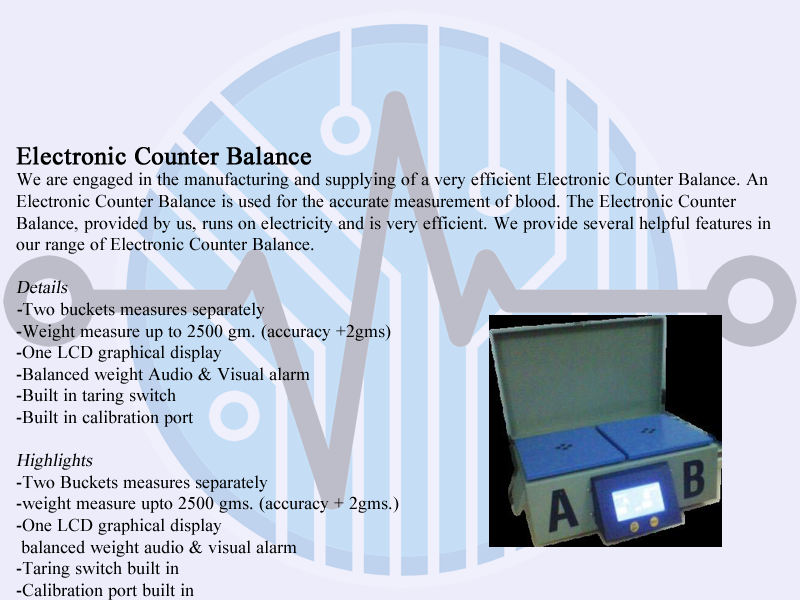 Electronic Counter Balance
We are engaged in the manufacturing and supplying of a very efficient Electronic Counter Balance. An
Electronic Counter Balance is used for the accurate measurement of blood. The Electronic Counter
Balance, provided by us, runs on electricity and is very efficient. We provide several helpful features in
our range of Electronic Counter Balance.
Details
-Two buckets measures separately
-Weight measure up to 2500 gm. (accuracy +2gms)
-One LCD graphical display
-Balanced weight Audio & Visual alarm
-Built in taring switch
-Built in calibration port
Highlights
-Two Buckets measures separately
-weight measure upto 2500 gms. (accuracy + 2gms.)
-One LCD graphical display
balanced weight audio & visual alarm
-Taring switch built in
-Calibration port built in
A B